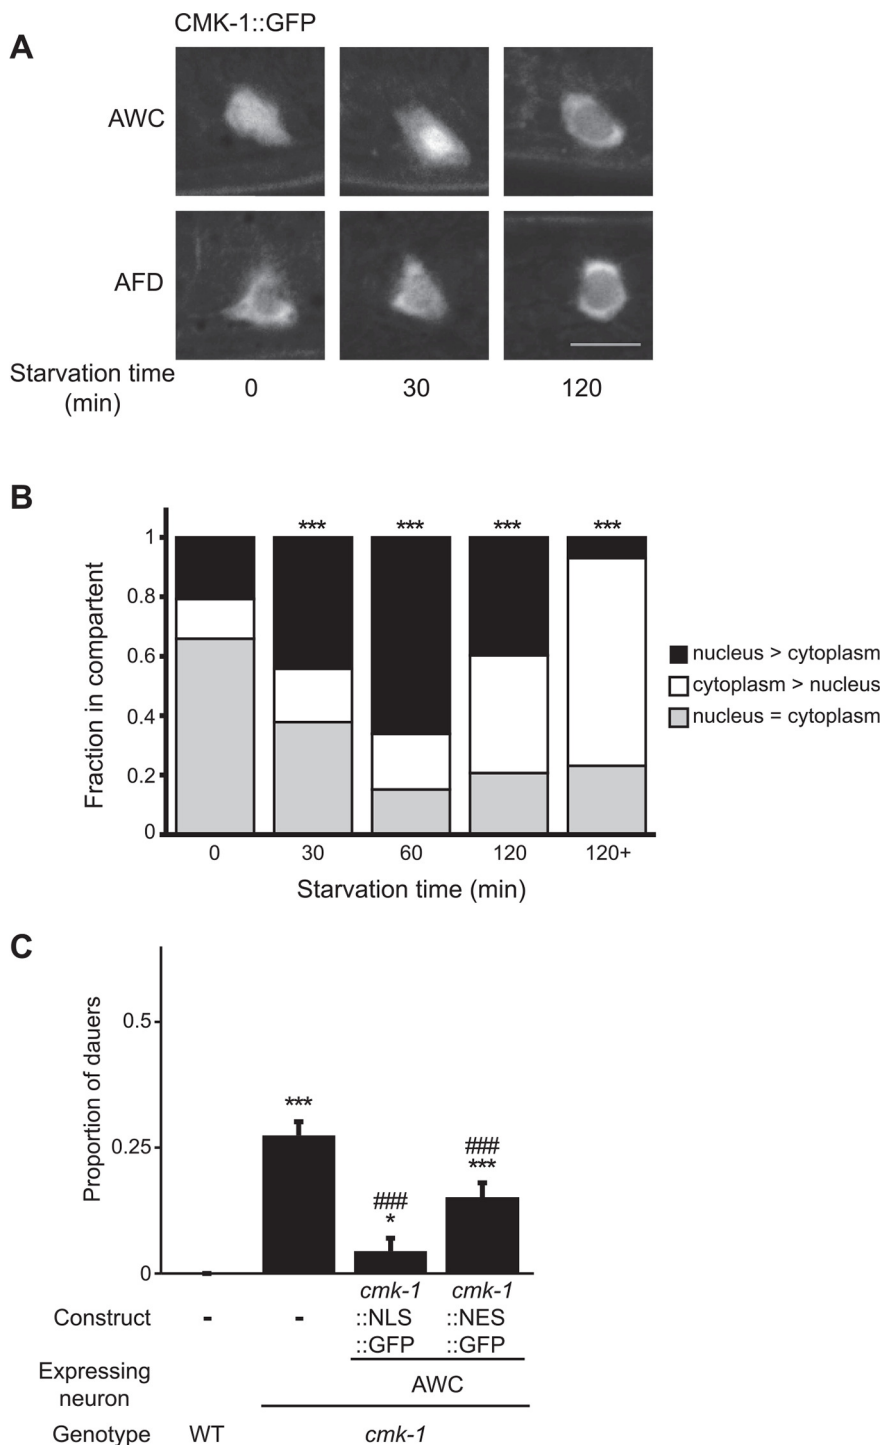 CMK-1::GFP
A
AWC
AFD
Starvation time
(min)
0
30
120
B
***
***
***
***
1
0.8
0.6
0.4
0.2
0
Fraction in compartent
nucleus > cytoplasm
cytoplasm > nucleus
nucleus = cytoplasm
0
30
60
120
120+
Starvation time (min)
C
Proportion of dauers
0.5
0.25
0
***
###
*
###
***
Construct
-
-
cmk-1
::NLS
::GFP
cmk-1
::NES
::GFP
Expressing
neuron
AWC
Genotype
WT
cmk-1